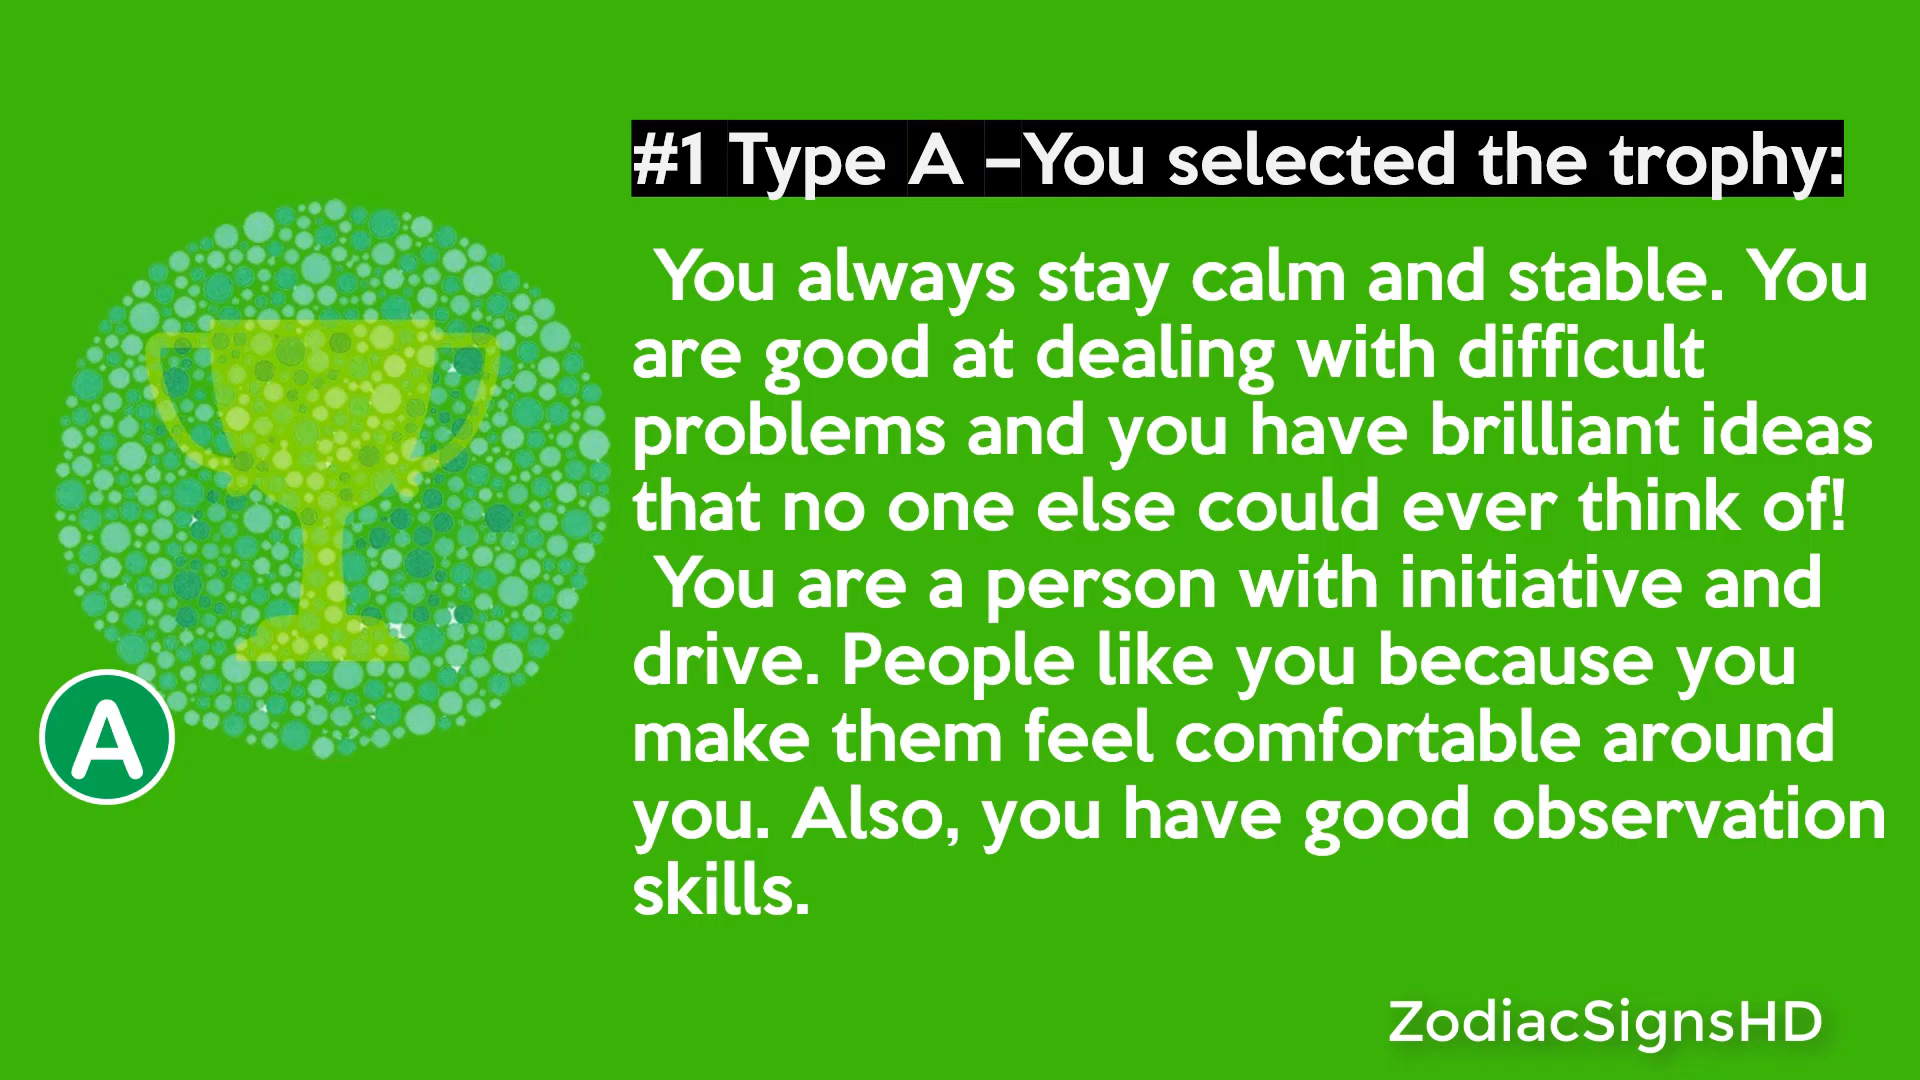 #1 Type A –You selected the trophy:
You always stay calm and stable. You
are good at dealing with difficult
problems and you have brilliant ideas
that no one else could ever think of!
You are a person with initiative and
drive. People like you because you
make them feel comfortable around
you. Also, you have good observation
skills.
A
ZodiacSignsHD